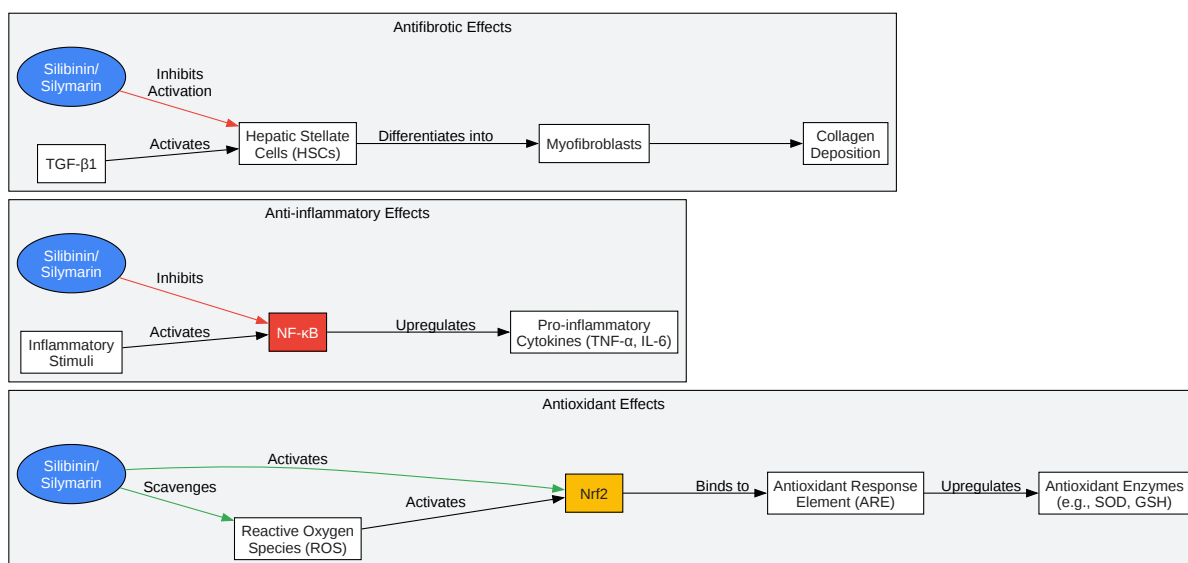 Antifibrotic Effects
Silibinin/
Silymarin
Inhibits
Activation
TGF-β1
Activates
Hepatic Stellate
Cells (HSCs)
Differentiates into
Myofibroblasts
Collagen
Deposition
Anti-inflammatory Effects
Silibinin/
Silymarin
Inhibits
Inflammatory
Stimuli
Activates
NF-κB
Upregulates
Pro-inflammatory
Cytokines (TNF-α, IL-6)
Antioxidant Effects
Silibinin/
Silymarin
Activates
Scavenges
Reactive Oxygen
Species (ROS)
Activates
Nrf2
Binds to
Antioxidant Response
Element (ARE)
Upregulates
Antioxidant Enzymes
(e.g., SOD, GSH)